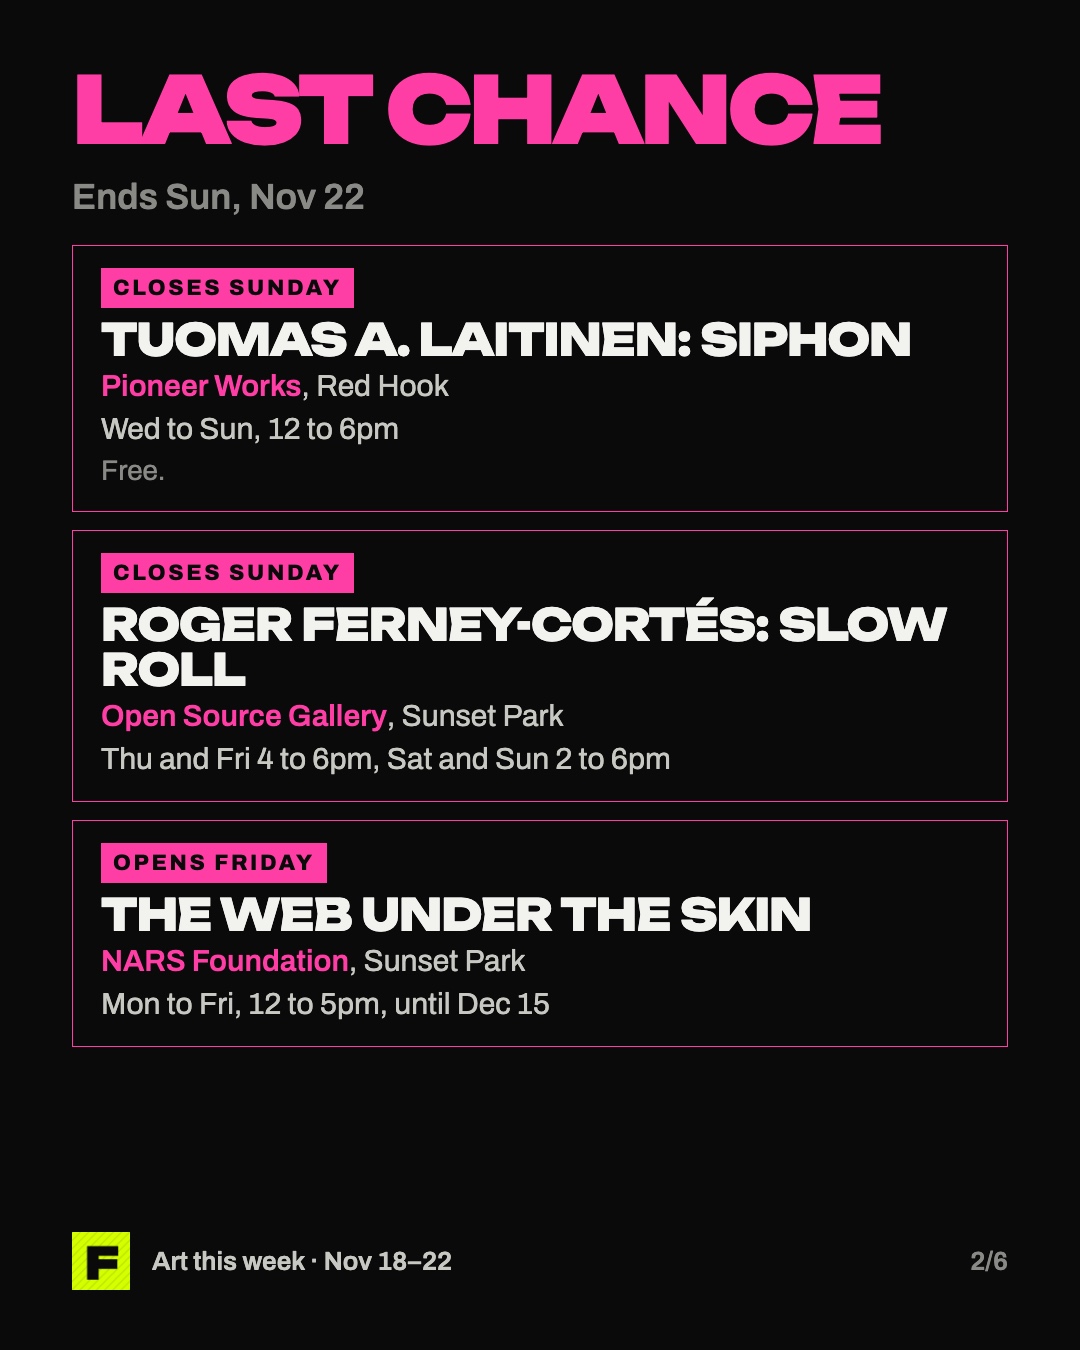 LAST CHANCE
Ends Sun, Nov 22
CLOSES SUNDAY
TUOMAS A. LAITINEN: SIPHON
Pioneer Works, Red Hook
Wed to Sun, 12 to 6pm
Free.
CLOSES SUNDAY
ROGER FERNEY-CORTÉS: SLOW
ROLL
Open Source Gallery, Sunset Park
Thu and Fri 4 to 6pm, Sat and Sun 2 to 6pm
OPENS FRIDAY
THE WEB UNDER THE SKIN
NARS Foundation, Sunset Park
Mon to Fri, 12 to 5pm, until Dec 15
F
Art this week · Nov 18–22
2/6